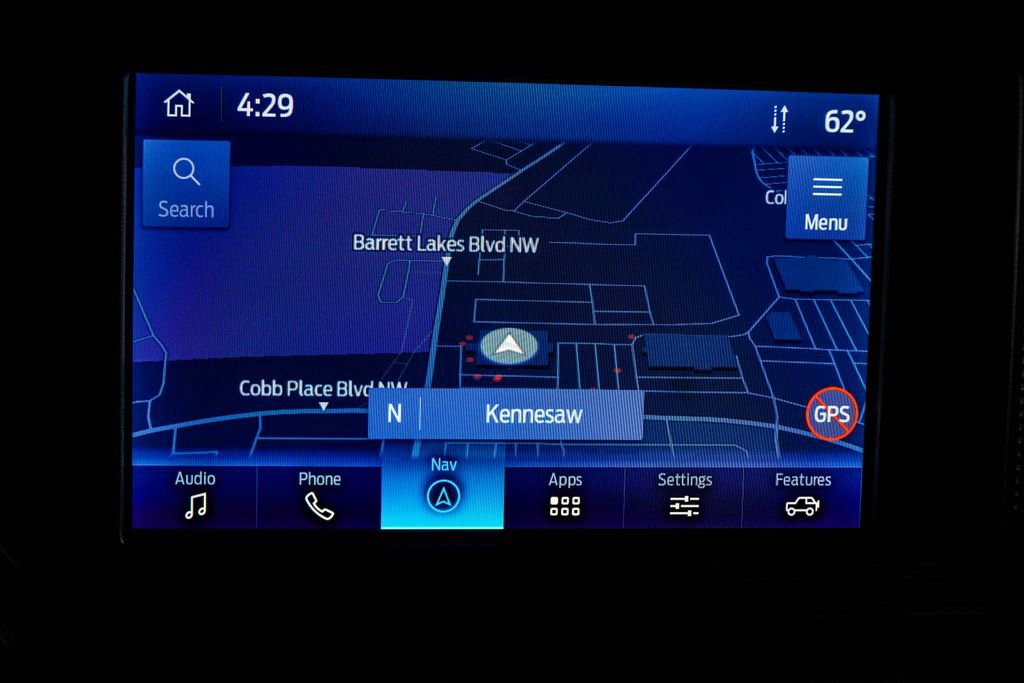 4:29
62°
Search
Menu
Col
Barrett Lakes Blvd NW
Cobb Place Blvd NW
N Kennesaw
GPS
Audio
Phone
Nav
Apps
Settings
Features